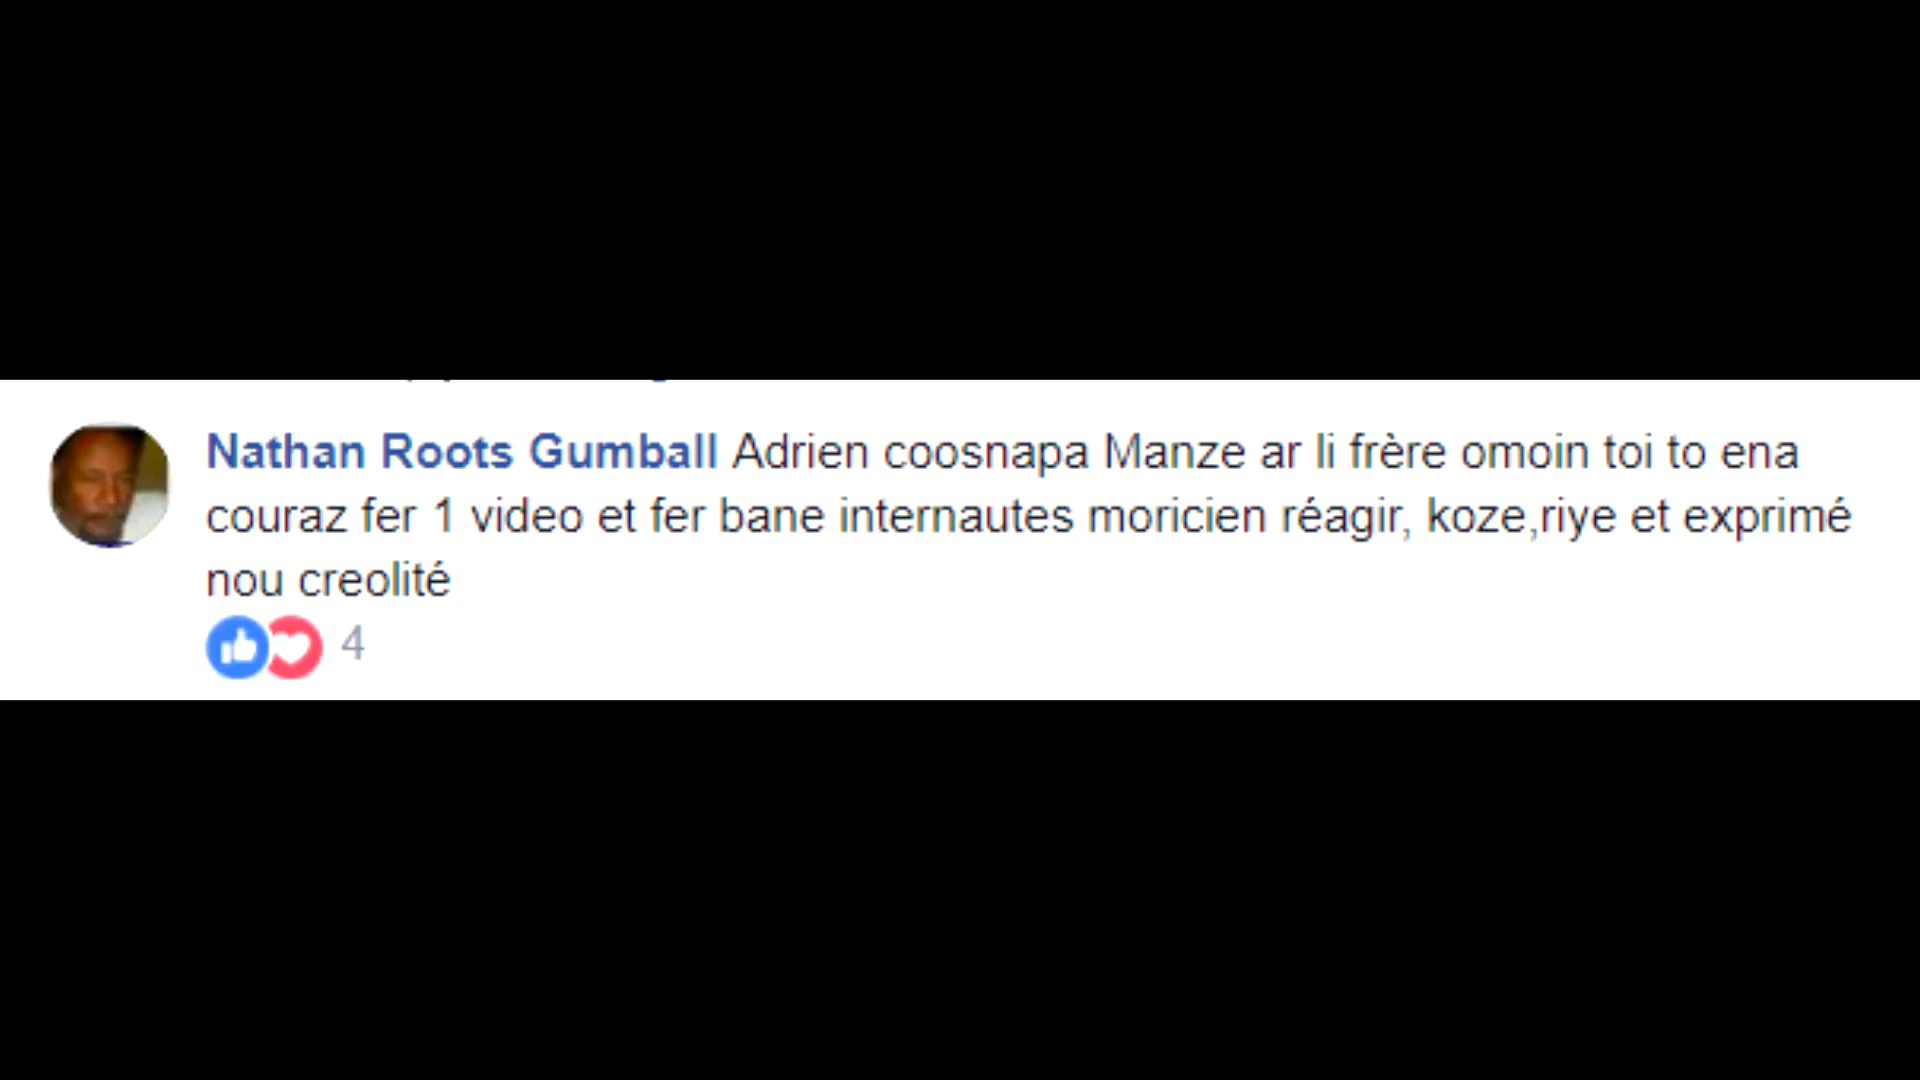 Nathan Roots Gumball Adrien coosnapa Manze ar li frère omoin toi to ena
couraz fer 1 video et fer bane internautes moricien réagir, koze,riye et exprimé
nou creolité
4